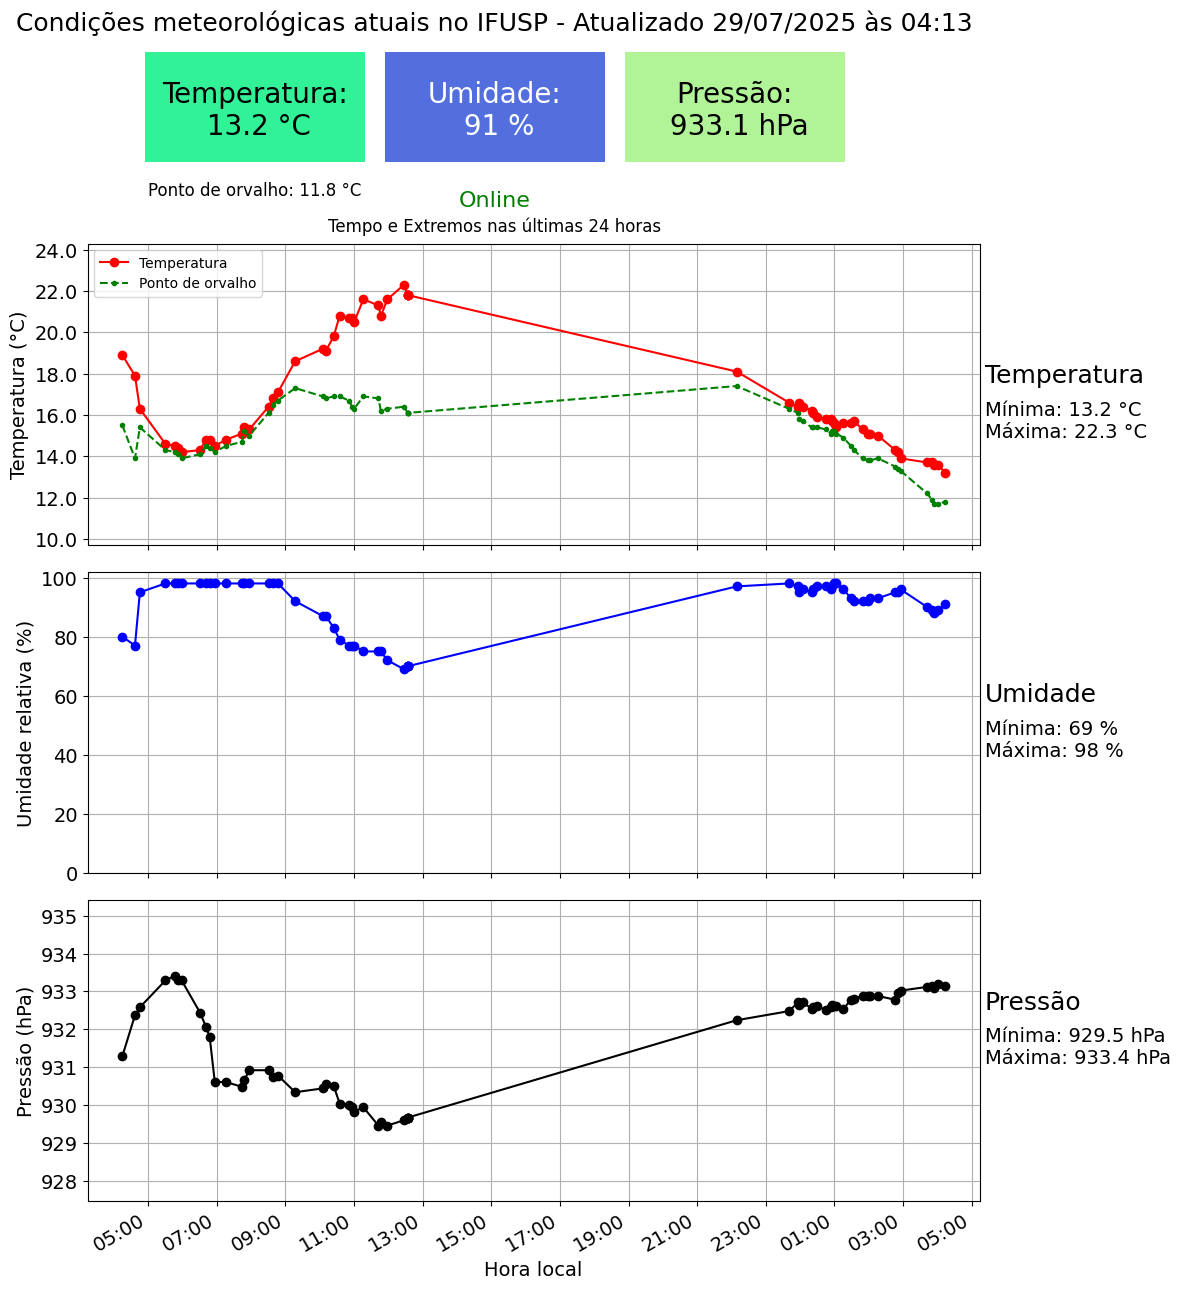 Condições meteorológicas atuais no IFUSP - Atualizado 29/07/2025 às 04:13
Temperatura:
13.2 °C
Umidade:
91 %
Pressão:
933.1 hPa
Ponto de orvalho: 11.8 °C
Online
Tempo e Extremos nas últimas 24 horas
Temperatura (°C)
24.0
22.0
20.0
18.0
16.0
14.0
12.0
10.0
Temperatura
Ponto de orvalho
Temperatura
Mínima: 13.2 °C
Máxima: 22.3 °C
Umidade relativa (%)
100
80
60
40
20
0
Umidade
Mínima: 69 %
Máxima: 98 %
Pressão (hPa)
935
934
933
932
931
930
929
928
Pressão
Mínima: 929.5 hPa
Máxima: 933.4 hPa
05:00 07:00 09:00 11:00 13:00 15:00 17:00 19:00 21:00 23:00 01:00 03:00 05:00
Hora local